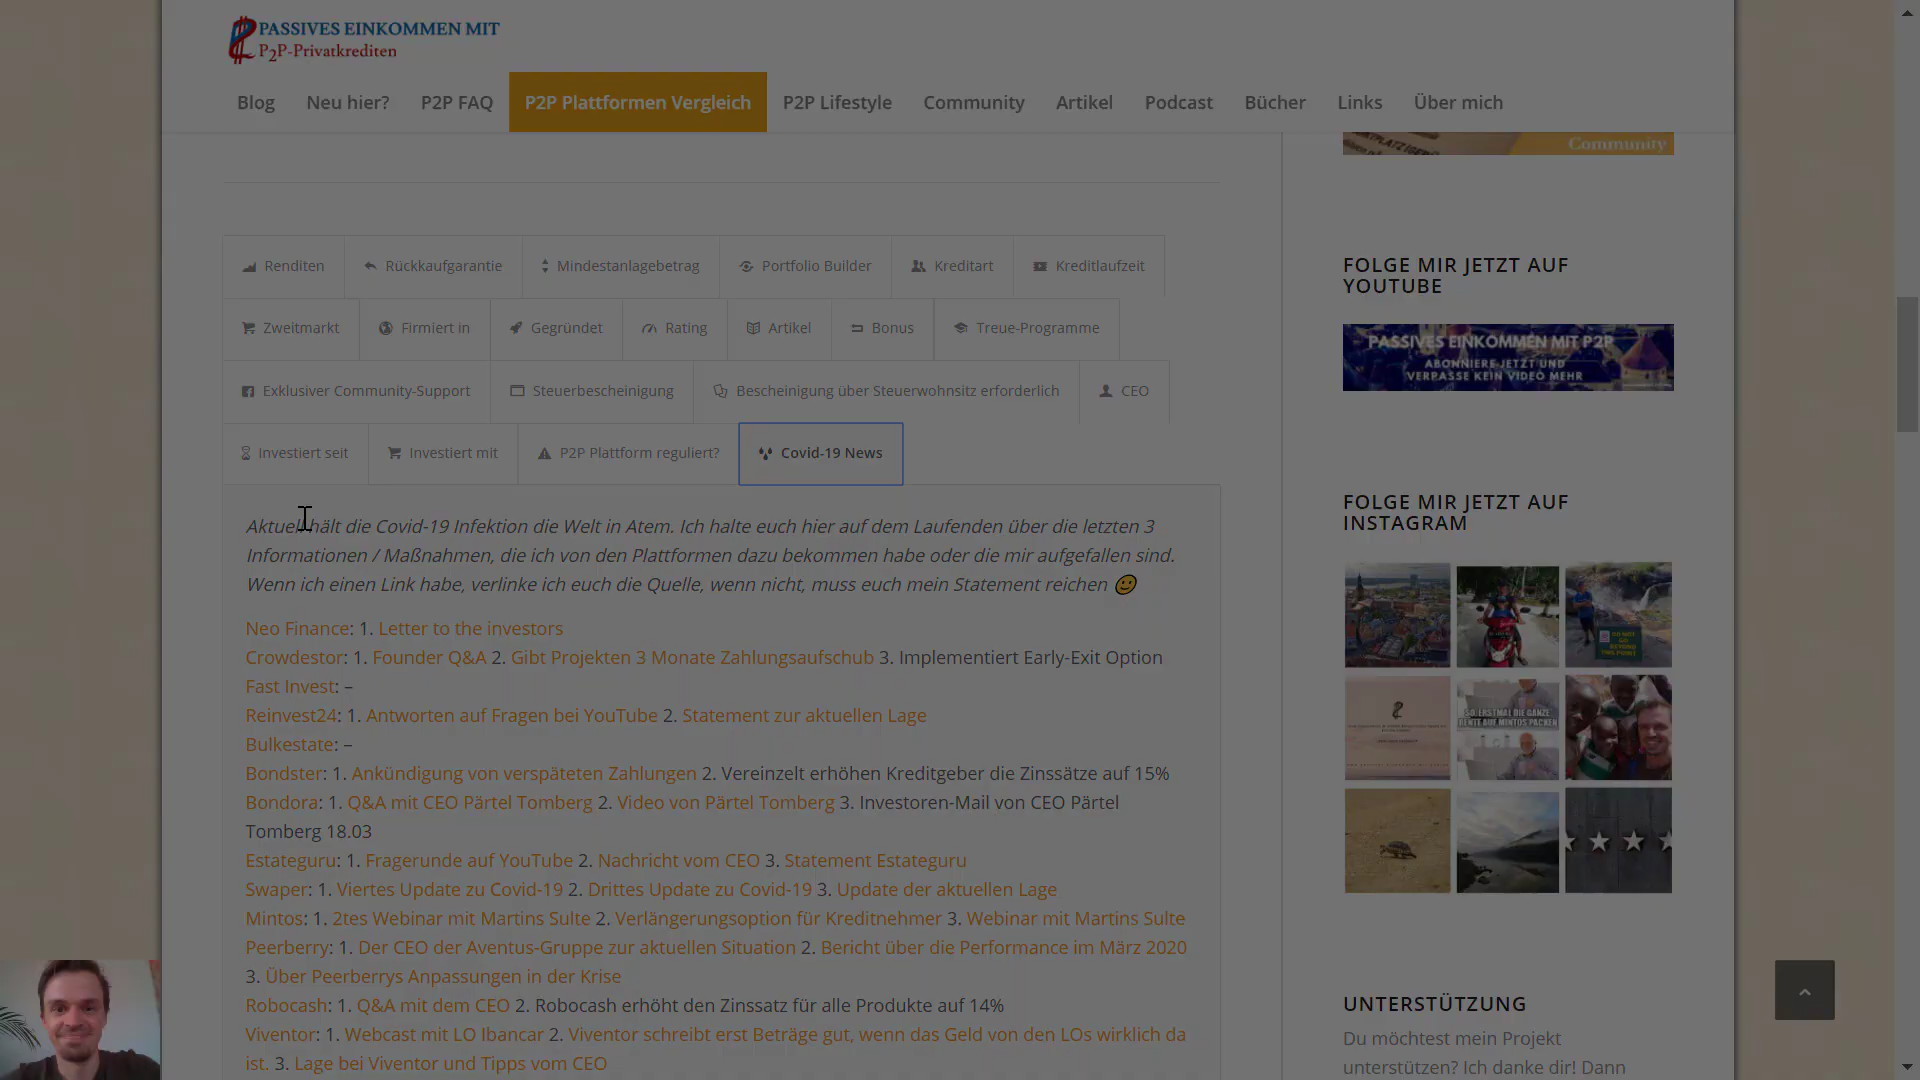 PASSIVES EINKOMMEN MIT
P2P-Privatkrediten
Blog Neu hier? P2P FAQ P2P Plattformen Vergleich P2P Lifestyle Community Artikel Podcast Bücher Links Über mich
Community
Renditen Rückkaufgarantie Mindestanlagebetrag Portfolio Builder Kreditart Kreditlaufzeit
Zweitmarkt Firmiert in Gegründet Rating Artikel Bonus Treue-Programme
Exklusiver Community-Support Steuerbescheinigung Bescheinigung über Steuerwohnsitz erforderlich CEO
Investiert seit Investiert mit P2P Plattform reguliert? Covid-19 News
Aktuell hält die Covid-19 Infektion die Welt in Atem. Ich halte euch hier auf dem Laufenden über die letzten 3
Informationen / Maßnahmen, die ich von den Plattformen dazu bekommen habe oder die mir aufgefallen sind.
Wenn ich einen Link habe, verlinke ich euch die Quelle, wenn nicht, muss euch mein Statement reichen
Neo Finance: 1. Letter to the investors
Crowdestor: 1. Founder Q&A 2. Gibt Projekten 3 Monate Zahlungsaufschub 3. Implementiert Early-Exit Option
Fast Invest: –
Reinvest24: 1. Antworten auf Fragen bei YouTube 2. Statement zur aktuellen Lage
Bulkestate: –
Bondster: 1. Ankündigung von verspäteten Zahlungen 2. Vereinzelt erhöhen Kreditgeber die Zinssätze auf 15%
Bondora: 1. Q&A mit CEO Pärtel Tomberg 2. Video von Pärtel Tomberg 3. Investoren-Mail von CEO Pärtel
Tomberg 18.03
Estateguru: 1. Fragerunde auf YouTube 2. Nachricht vom CEO 3. Statement Estateguru
Swaper: 1. Viertes Update zu Covid-19 2. Drittes Update zu Covid-19 3. Update der aktuellen Lage
Mintos: 1. 2tes Webinar mit Martins Sulte 2. Verlängerungsoption für Kreditnehmer 3. Webinar mit Martins Sulte
Peerberry: 1. Der CEO der Aventus-Gruppe zur aktuellen Situation 2. Bericht über die Performance im März 2020
3. Über Peerberrys Anpassungen in der Krise
Robocash: 1. Q&A mit dem CEO 2. Robocash erhöht den Zinssatz für alle Produkte auf 14%
Viventor: 1. Webcast mit LO Ibancar 2. Viventor schreibt erst Beträge gut, wenn das Geld von den LOs wirklich da
ist. 3. Lage bei Viventor und Tipps vom CEO
FOLGE MIR JETZT AUF
YOUTUBE
PASSIVES EINKOMMEN MIT P2P
ABONNIERE JETZT UND
VERPASSE KEIN VIDEO MEHR
FOLGE MIR JETZT AUF
INSTAGRAM
SO, ERSTMAL DIE GANZE
RENTE AUF MINTOS PACKEN
UNTERSTÜTZUNG
Du möchtest mein Projekt
unterstützen? Ich danke dir! Dann